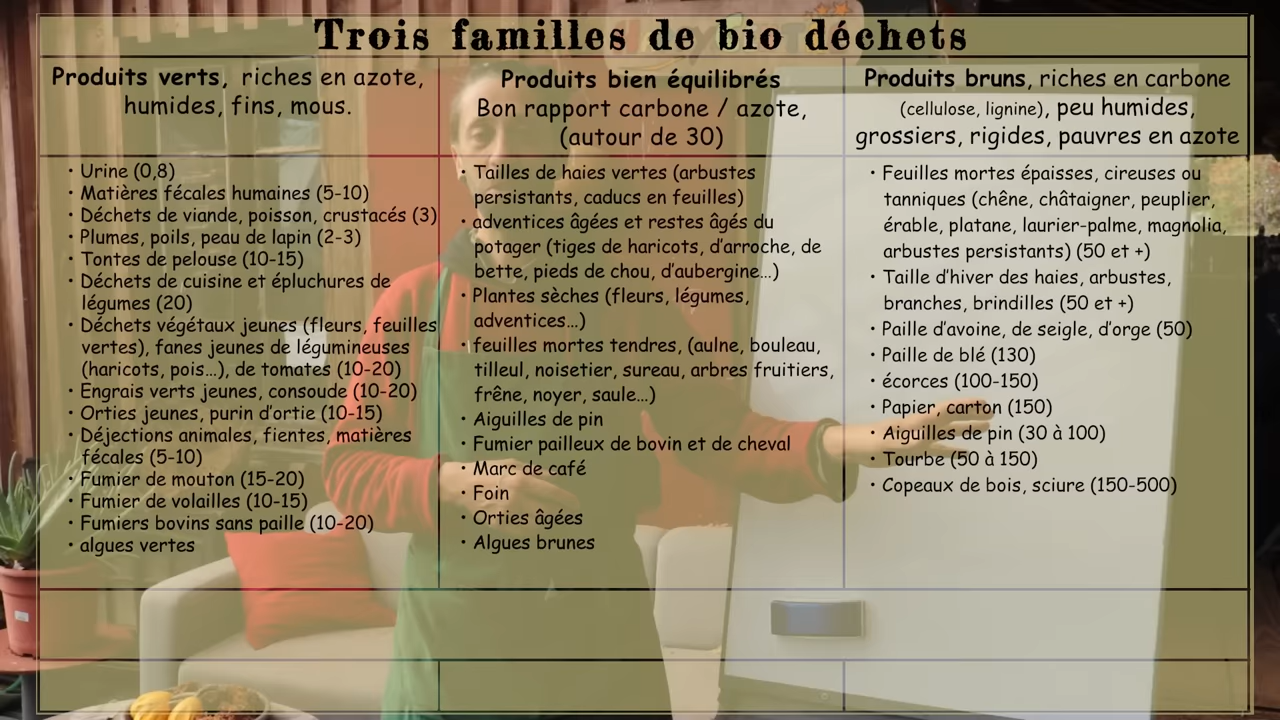 Trois familles de bio déchets
Produits verts, riches en azote,
humides, fins, mous.
• Urine (0,8)
• Matières fécales humaines (5-10)
• Déchets de viande, poisson, crustacés (3)
• Plumes, poils, peau de lapin (2-3)
• Tontes de pelouse (10-15)
• Déchets de cuisine et épluchures de
légumes (20)
• Déchets végétaux jeunes (fleurs, feuilles
vertes), fanes jeunes de légumineuses
(haricots, pois…), de tomates (10-20)
• Engrais verts jeunes, consoude (10-20)
• Orties jeunes, purin d’ortie (10-15)
• Déjections animales, fientes, matières
fécales (5-10)
• Fumier de mouton (15-20)
• Fumier de volailles (10-15)
• Fumiers bovins sans paille (10-20)
• algues vertes
Produits bien équilibrés
Bon rapport carbone / azote,
(autour de 30)
• Tailles de haies vertes (arbustes
persistants, caducs en feuilles)
• adventices âgées et restes âgés du
potager (tiges de haricots, d’arroche, de
bette, pieds de chou, d’aubergine…)
• Plantes sèches (fleurs, légumes,
adventices…)
• feuilles mortes tendres, (aulne, bouleau,
tilleul, noisetier, sureau, arbres fruitiers,
frêne, noyer, saule…)
• Aiguilles de pin
• Fumier pailleux de bovin et de cheval
• Marc de café
• Foin
• Orties âgées
• Algues brunes
Produits bruns, riches en carbone
(cellulose, lignine), peu humides,
grossiers, rigides, pauvres en azote
• Feuilles mortes épaisses, cireuses ou
tanniques (chêne, châtaigner, peuplier,
érable, platane, laurier-palme, magnolia,
arbustes persistants) (50 et +)
• Taille d’hiver des haies, arbustes,
branches, brindilles (50 et +)
• Paille d’avoine, de seigle, d’orge (50)
• Paille de blé (130)
• écorces (100-150)
• Papier, carton (150)
• Aiguilles de pin (30 à 100)
• Tourbe (50 à 150)
• Copeaux de bois, sciure (150-500)